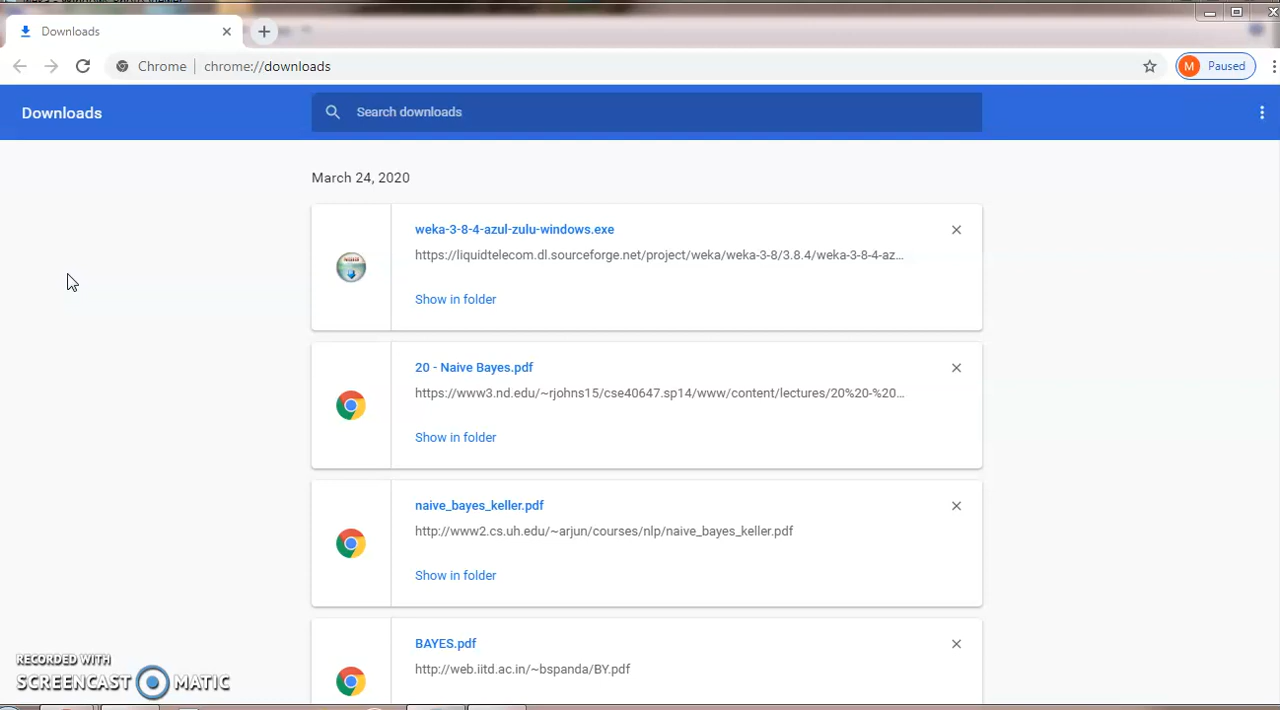 Downloads
Chrome
chrome://downloads
M
Paused
Downloads
Search downloads
March 24, 2020
weka-3-8-4-azul-zulu-windows.exe
https://liquidtelecom.dl.sourceforge.net/project/weka/weka-3-8/3.8.4/weka-3-8-4-az...
Show in folder
20 - Naive Bayes.pdf
https://www3.nd.edu/~rjohns15/cse40647.sp14/www/content/lectures/20%20-%20...
Show in folder
naive_bayes_keller.pdf
http://www2.cs.uh.edu/~arjun/courses/nlp/naive_bayes_keller.pdf
Show in folder
BAYES.pdf
http://web.iitd.ac.in/~bspanda/BY.pdf
RECORDED WITH
SCREENCAST MATIC